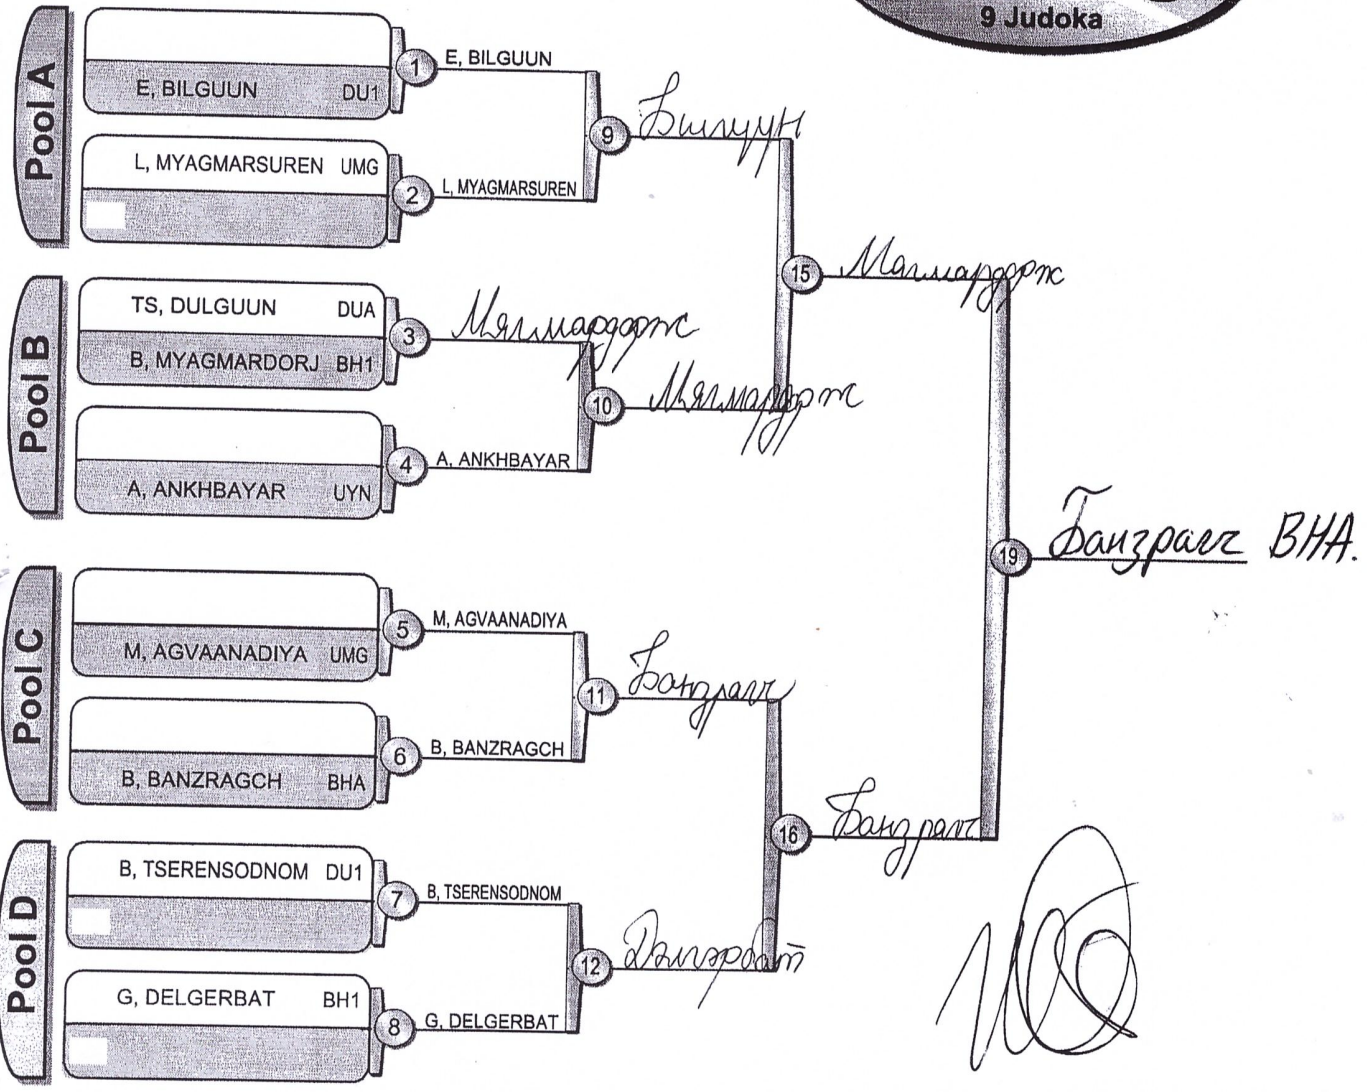 9 Judoka
Pool A
E, BILGUUN DU1
1 E, BILGUUN
L, MYAGMARSUREN UMG
2 L, MYAGMARSUREN
9 Билгүүн
Pool B
TS, DULGUUN DUA
B, MYAGMARDORJ BH1
3 Мягмардорж
A, ANKHBAYAR UYN
4 A, ANKHBAYAR
10 Мягмардорж
15 Мягмардорж
Pool C
M, AGVAANADIYA UMG
5 M, AGVAANADIYA
B, BANZRAGCH BHA
6 B, BANZRAGCH
11 Банзрагч
Pool D
B, TSERENSODNOM DU1
7 B, TSERENSODNOM
G, DELGERBAT BH1
8 G, DELGERBAT
12 Дэлгэрбат
16 Банзрагч
19 Банзрагч BHA.